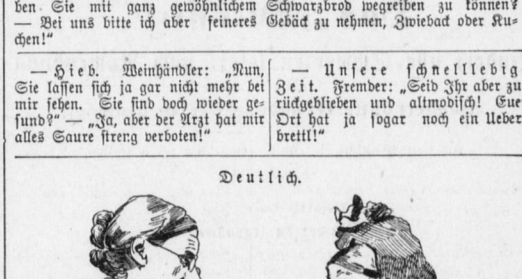 ben. Sie mit ganz gewöhnlichem Schwarzbrod wegreiben zu können?
— Bei uns bitte ich aber feineres Gebäck zu nehmen, Zwieback oder Ku-
chen!"
— Hieb. Weinhändler: „Nun,
Sie lassen sich ja gar nicht mehr bei
mir sehen. Sie sind doch wieder ge-
sund?" — „Ja, aber der Arzt hat mir
alles Saure streng verboten!"
— Unsere schnelllebig
Zeit. Fremder: „Seid Ihr aber zu
rückgeblieben und altmodisch! Eue
Ort hat ja sogar noch ein Ueber
brettl!"
Deutlich.